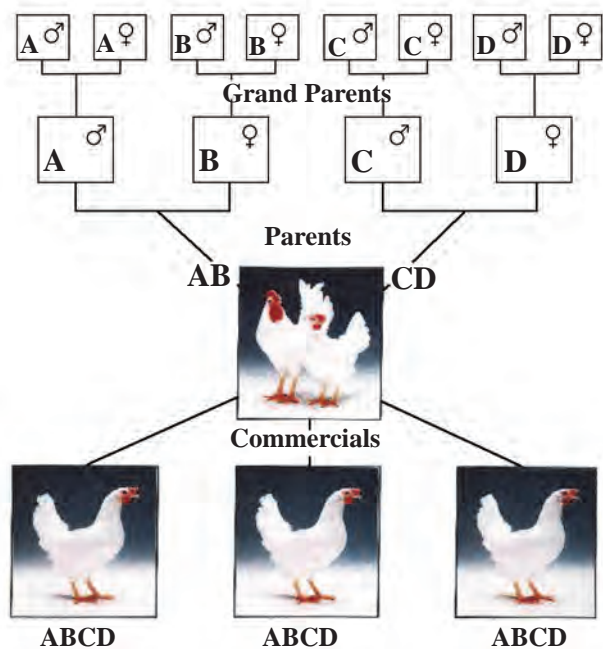 A ♂ A ♀ B ♂ B ♀ C ♂ C ♀ D ♂ D ♀
Grand Parents
A ♂ B ♀ C ♂ D ♀
Parents
AB CD
Commercials
ABCD ABCD ABCD